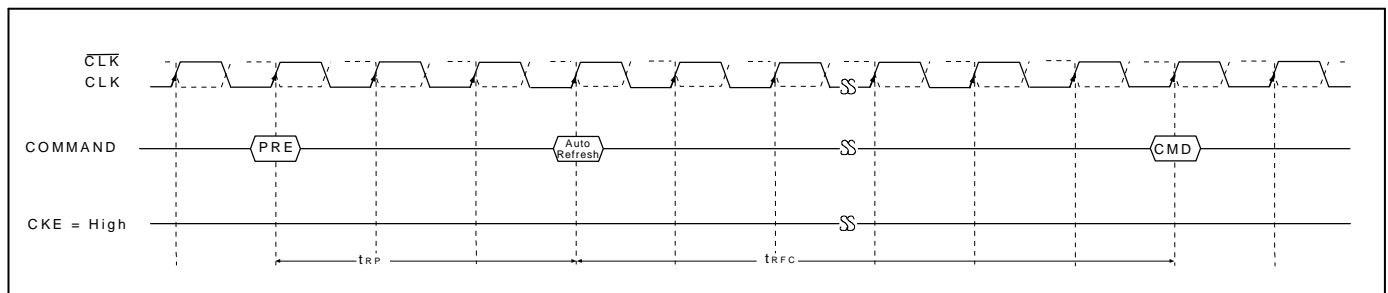 CLK
CLK
COMMAND
PRE
Auto
Refresh
CMD
CKE = High
tRP
tRFC